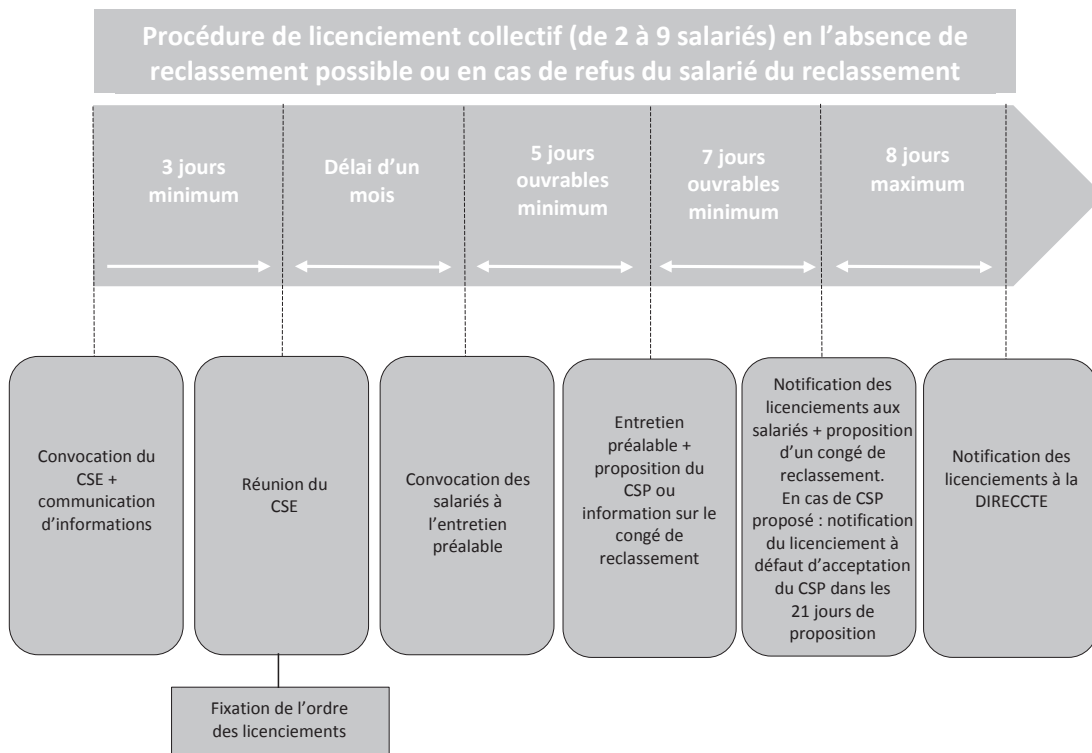 Procédure de licenciement collectif (de 2 à 9 salariés) en l’absence de
reclassement possible ou en cas de refus du salarié du reclassement
3 jours
minimum
Délai d’un
mois
5 jours
ouvrables
minimum
7 jours
ouvrables
minimum
8 jours
maximum
Convocation du
CSE +
communication
d’informations
Réunion du
CSE
Convocation des
salariés à
l’entretien
préalable
Entretien
préalable +
proposition du
CSP ou
information sur le
congé de
reclassement
Notification des
licenciements aux
salariés + proposition
d’un congé de
reclassement.
En cas de CSP
proposé : notification
du licenciement à
défaut d’acceptation
du CSP dans les
21 jours de
proposition
Notification des
licenciements à la
DIRECCTE
Fixation de l’ordre
des licenciements